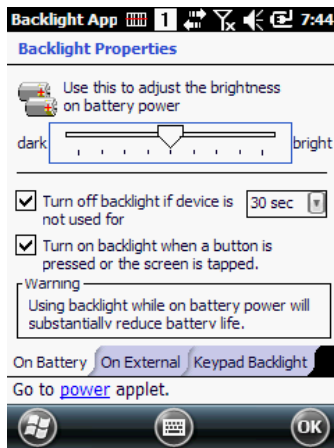 Backlight App 1 7:44
Backlight Properties
Use this to adjust the brightness
on battery power
dark bright
Turn off backlight if device is
not used for
30 sec
Turn on backlight when a button is
pressed or the screen is tapped.
Warning
Using backlight while on battery power will
substantially reduce battery life.
On Battery On External Keypad Backlight
Go to power applet.
OK